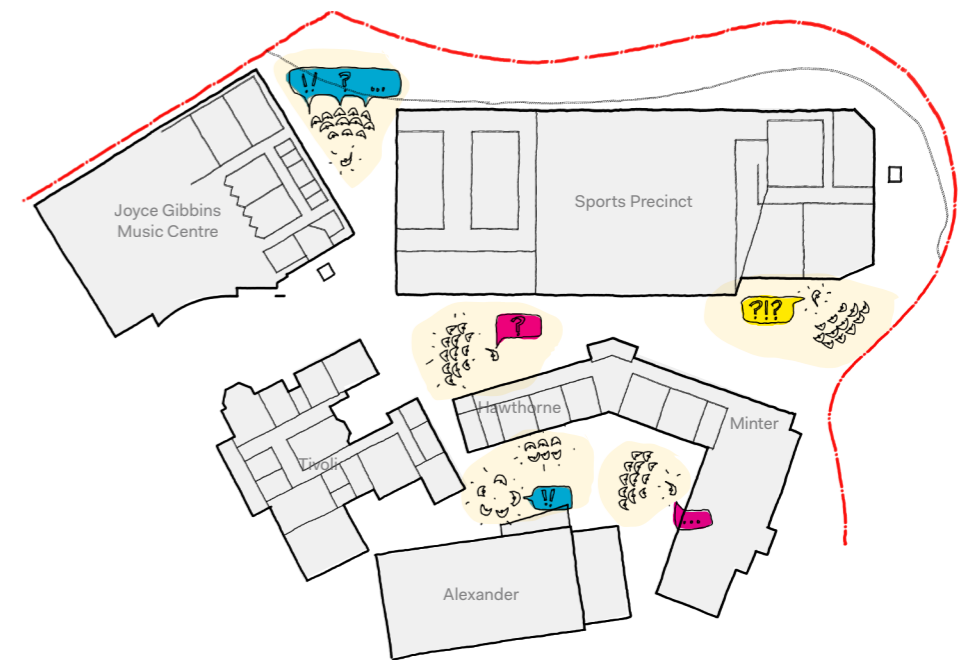 !! ? ...
Joyce Gibbins
Music Centre
Sports Precinct
?!?
?
Hawthorne
Minter
Tivoli
!!
...
Alexander